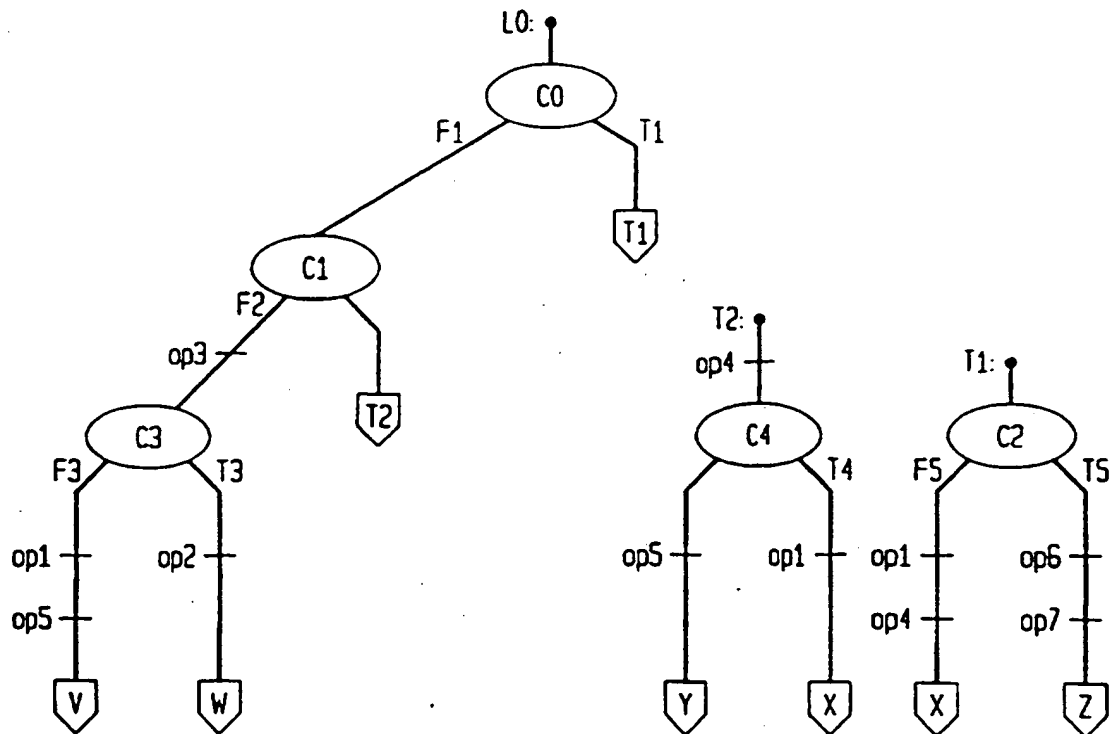 L0:
C0
F1 T1
T1
C1
F2
T2:
op3 op4
T1:
T2
C3 C4 C2
F3 T3 T4 F5 T5
op1 op2 op5 op1 op1 op6
op5 op4 op7
V W Y X X Z